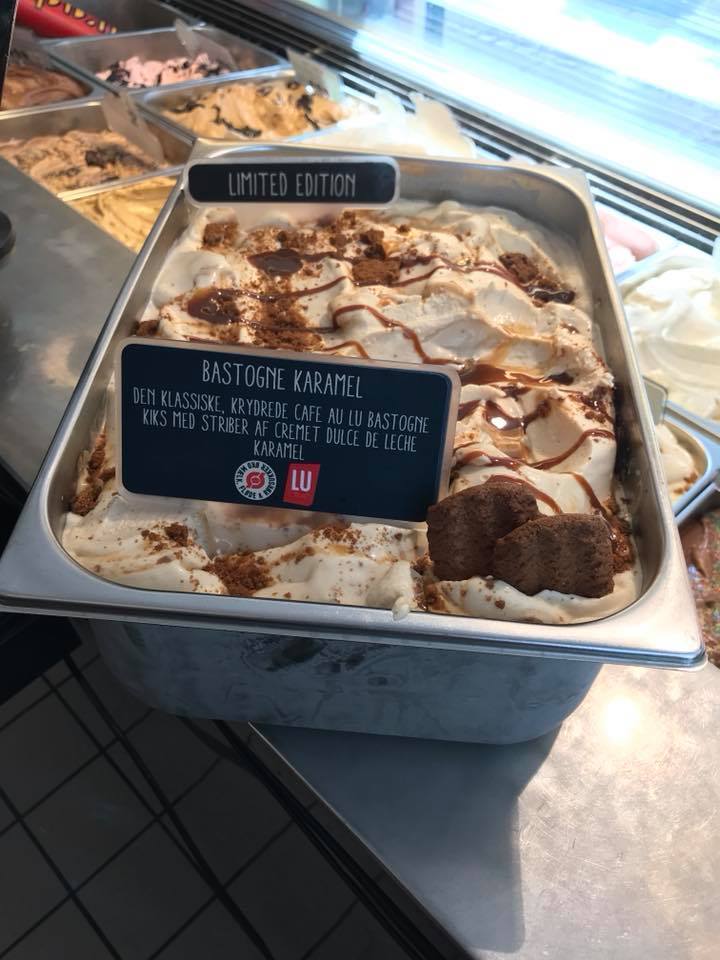 LIMITED EDITION
BASTOGNE KARAMEL
DEN KLASSISKE, KRYDREDE CAFE AU LU BASTOGNE
KIKS MED STRIBER AF CREMET DULCE DE LECHE
KARAMEL
LU